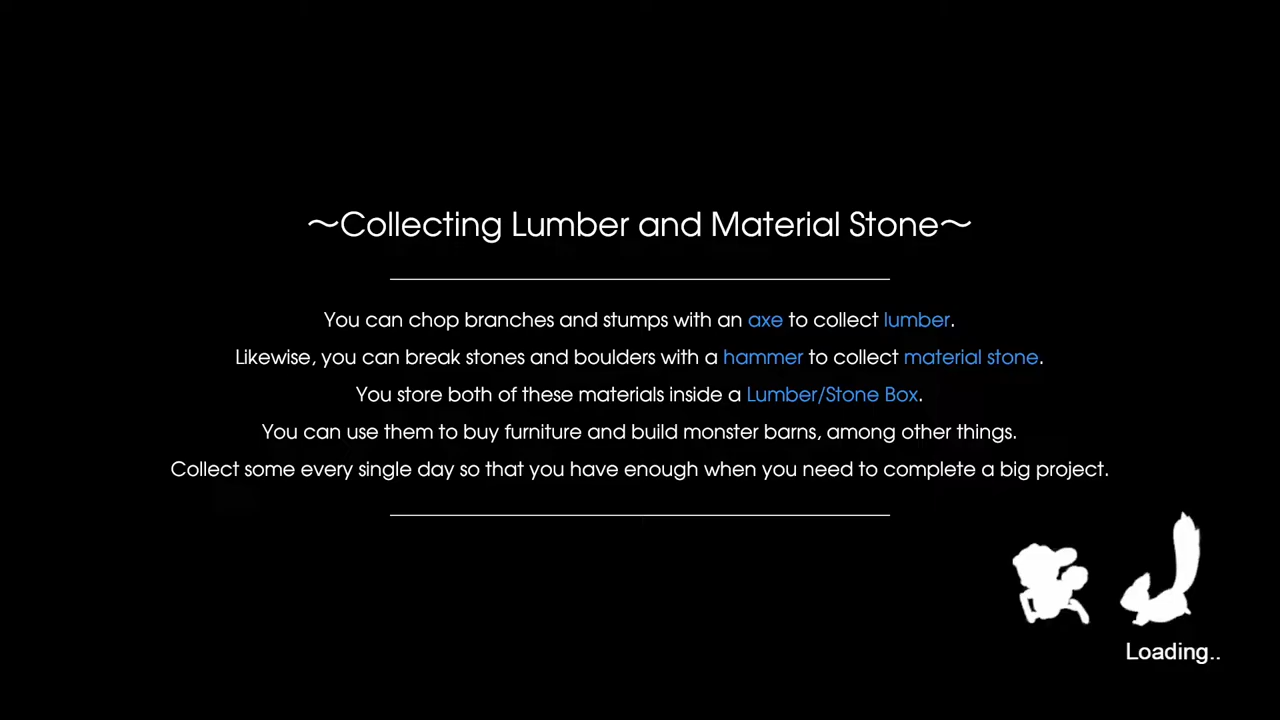 ～Collecting Lumber and Material Stone～
You can chop branches and stumps with an axe to collect lumber.
Likewise, you can break stones and boulders with a hammer to collect material stone.
You store both of these materials inside a Lumber/Stone Box.
You can use them to buy furniture and build monster barns, among other things.
Collect some every single day so that you have enough when you need to complete a big project.
Loading..